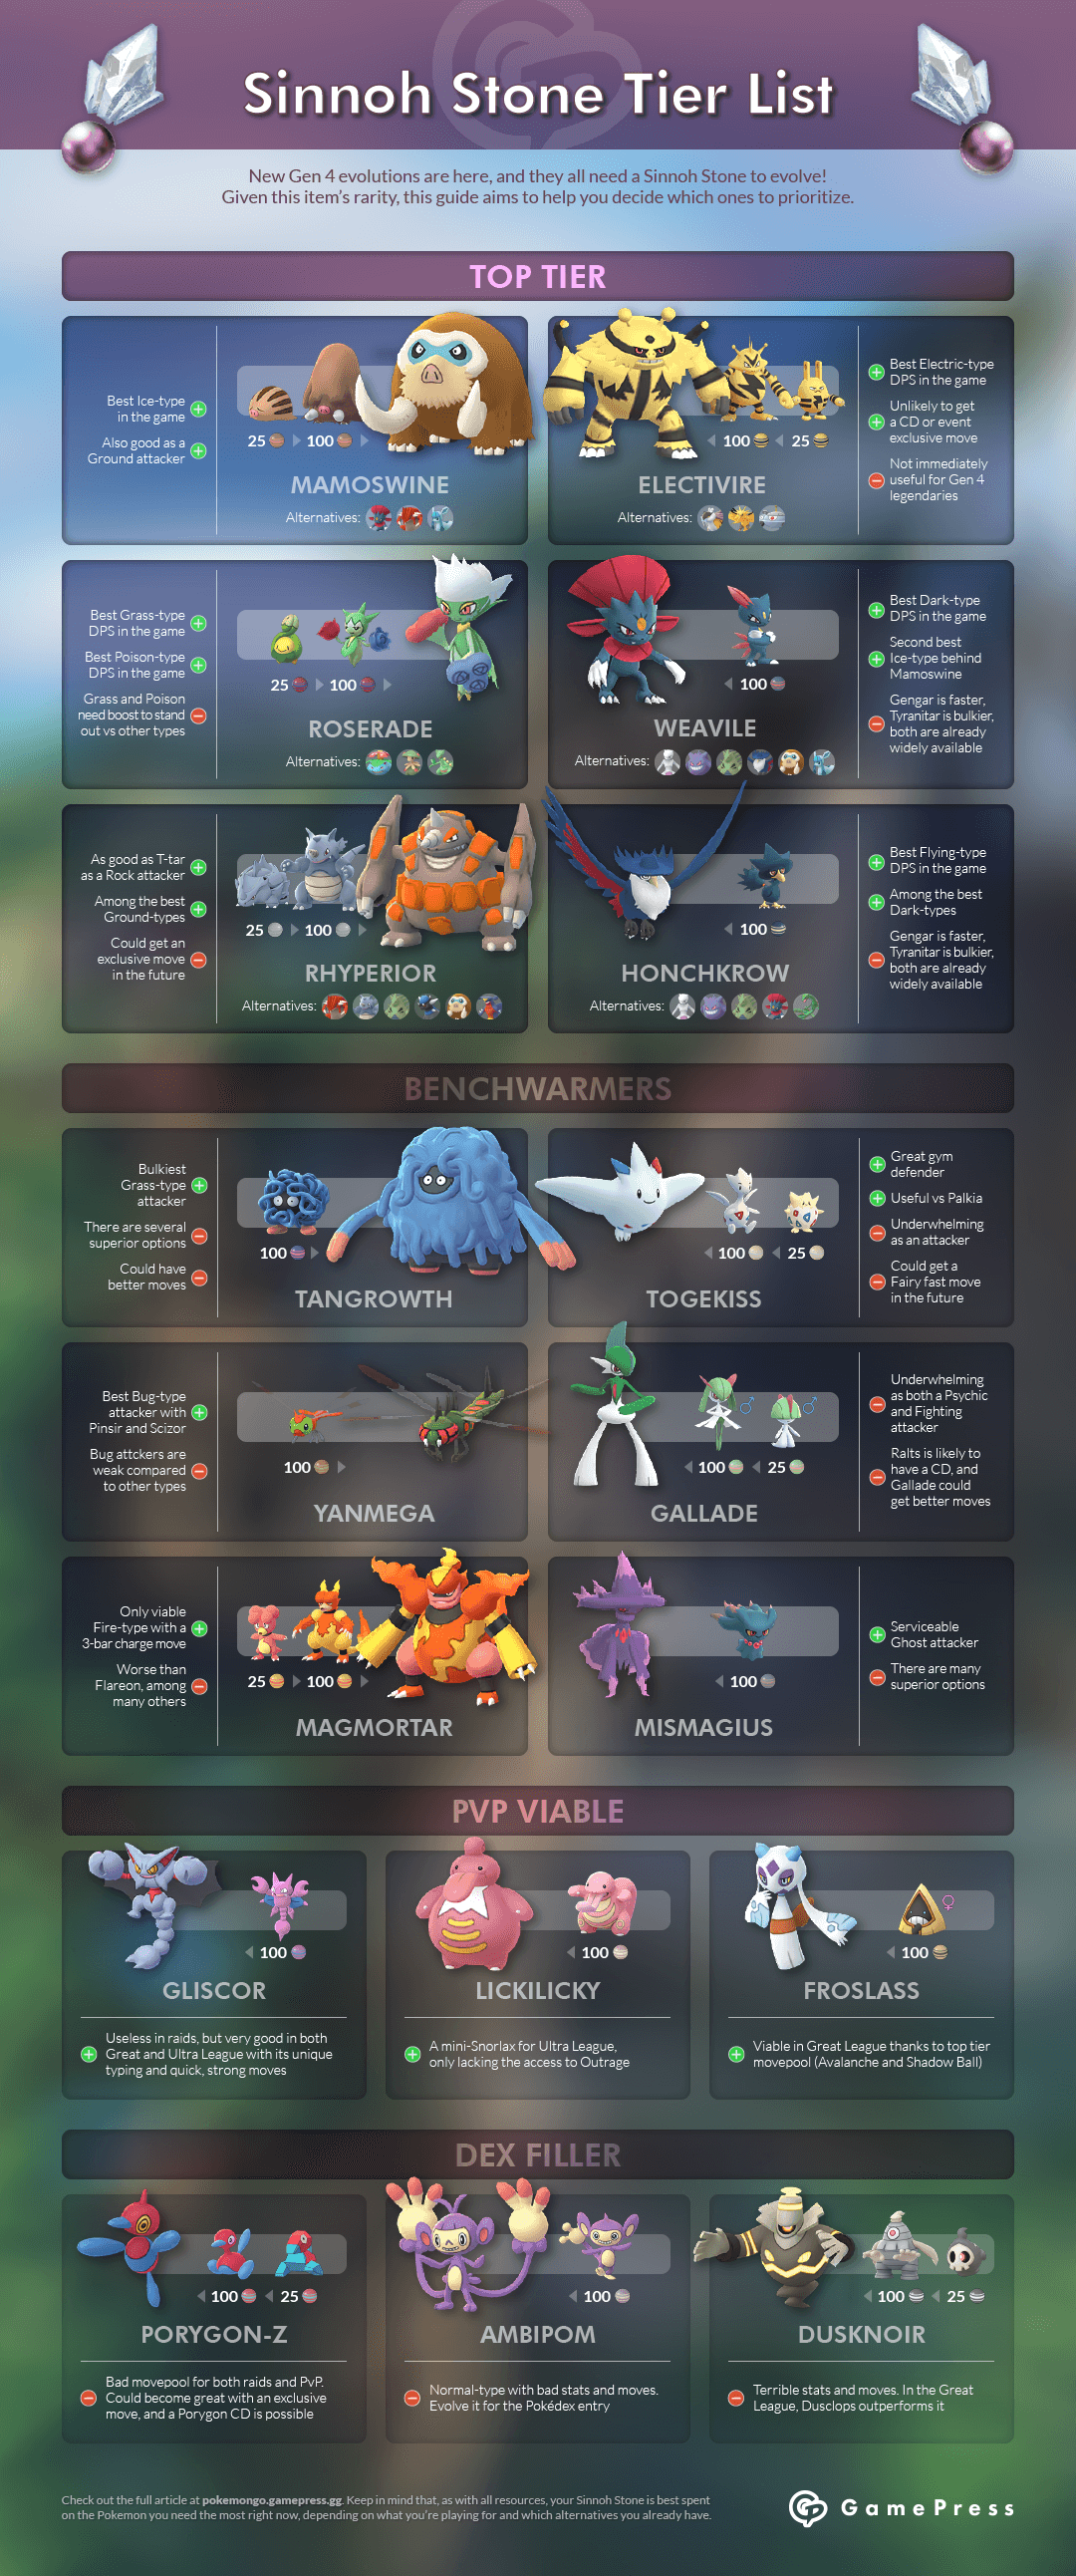 Sinnoh Stone Tier List
New Gen 4 evolutions are here, and they all need a Sinnoh Stone to evolve!
Given this item's rarity, this guide aims to help you decide which ones to prioritize.
TOP TIER
Best Ice-type
in the game
Also good as a
Ground attacker
25 100
MAMOSWINE
Alternatives:
100 25
ELECTIVIRE
Alternatives:
Best Electric-type
DPS in the game
Unlikely to get
a CD or event
exclusive move
Not immediately
useful for Gen 4
legendaries
Best Grass-type
DPS in the game
Best Poison-type
DPS in the game
Grass and Poison
need boost to stand
out vs other types
25 100
ROSERADE
Alternatives:
100
WEAVILE
Alternatives:
Best Dark-type
DPS in the game
Second best
Ice-type behind
Mamoswine
Gengar is faster,
Tyranitar is bulkier,
both are already
widely available
As good as T-tar
as a Rock attacker
Among the best
Ground-types
Could get an
exclusive move
in the future
25 100
RHYPERIOR
Alternatives:
100
HONCHKROW
Alternatives:
Best Flying-type
DPS in the game
Among the best
Dark-types
Gengar is faster,
Tyranitar is bulkier,
both are already
widely available
BENCHWARMERS
Bulkiest
Grass-type
attacker
There are several
superior options
Could have
better moves
100
TANGROWTH
100 25
TOGEKISS
Great gym
defender
Useful vs Palkia
Underwhelming
as an attacker
Could get a
Fairy fast move
in the future
Best Bug-type
attacker with
Pinsir and Scizor
Bug attckers are
weak compared
to other types
100
YANMEGA
♂ ♂
100 25
GALLADE
Underwhelming
as both a Psychic
and Fighting
attacker
Ralts is likely to
have a CD, and
Gallade could
get better moves
Only viable
Fire-type with a
3-bar charge move
Worse than
Flareon, among
many others
25 100
MAGMORTAR
100
MISMAGIUS
Serviceable
Ghost attacker
There are many
superior options
PVP VIABLE
100
GLISCOR
Useless in raids, but very good in both
Great and Ultra League with its unique
typing and quick, strong moves
100
LICKILICKY
A mini-Snorlax for Ultra League,
only lacking the access to Outrage
♀
100
FROSLASS
Viable in Great League thanks to top tier
movepool (Avalanche and Shadow Ball)
DEX FILLER
100 25
PORYGON-Z
Bad movepool for both raids and PvP.
Could become great with an exclusive
move, and a Porygon CD is possible
100
AMBIPOM
Normal-type with bad stats and moves.
Evolve it for the Pokédex entry
100 25
DUSKNOIR
Terrible stats and moves. In the Great
League, Dusclops outperforms it
Check out the full article at pokemongo.gamepress.gg. Keep in mind that, as with all resources, your Sinnoh Stone is best spent
on the Pokemon you need the most right now, depending on what you're playing for and which alternatives you already have.
GamePress